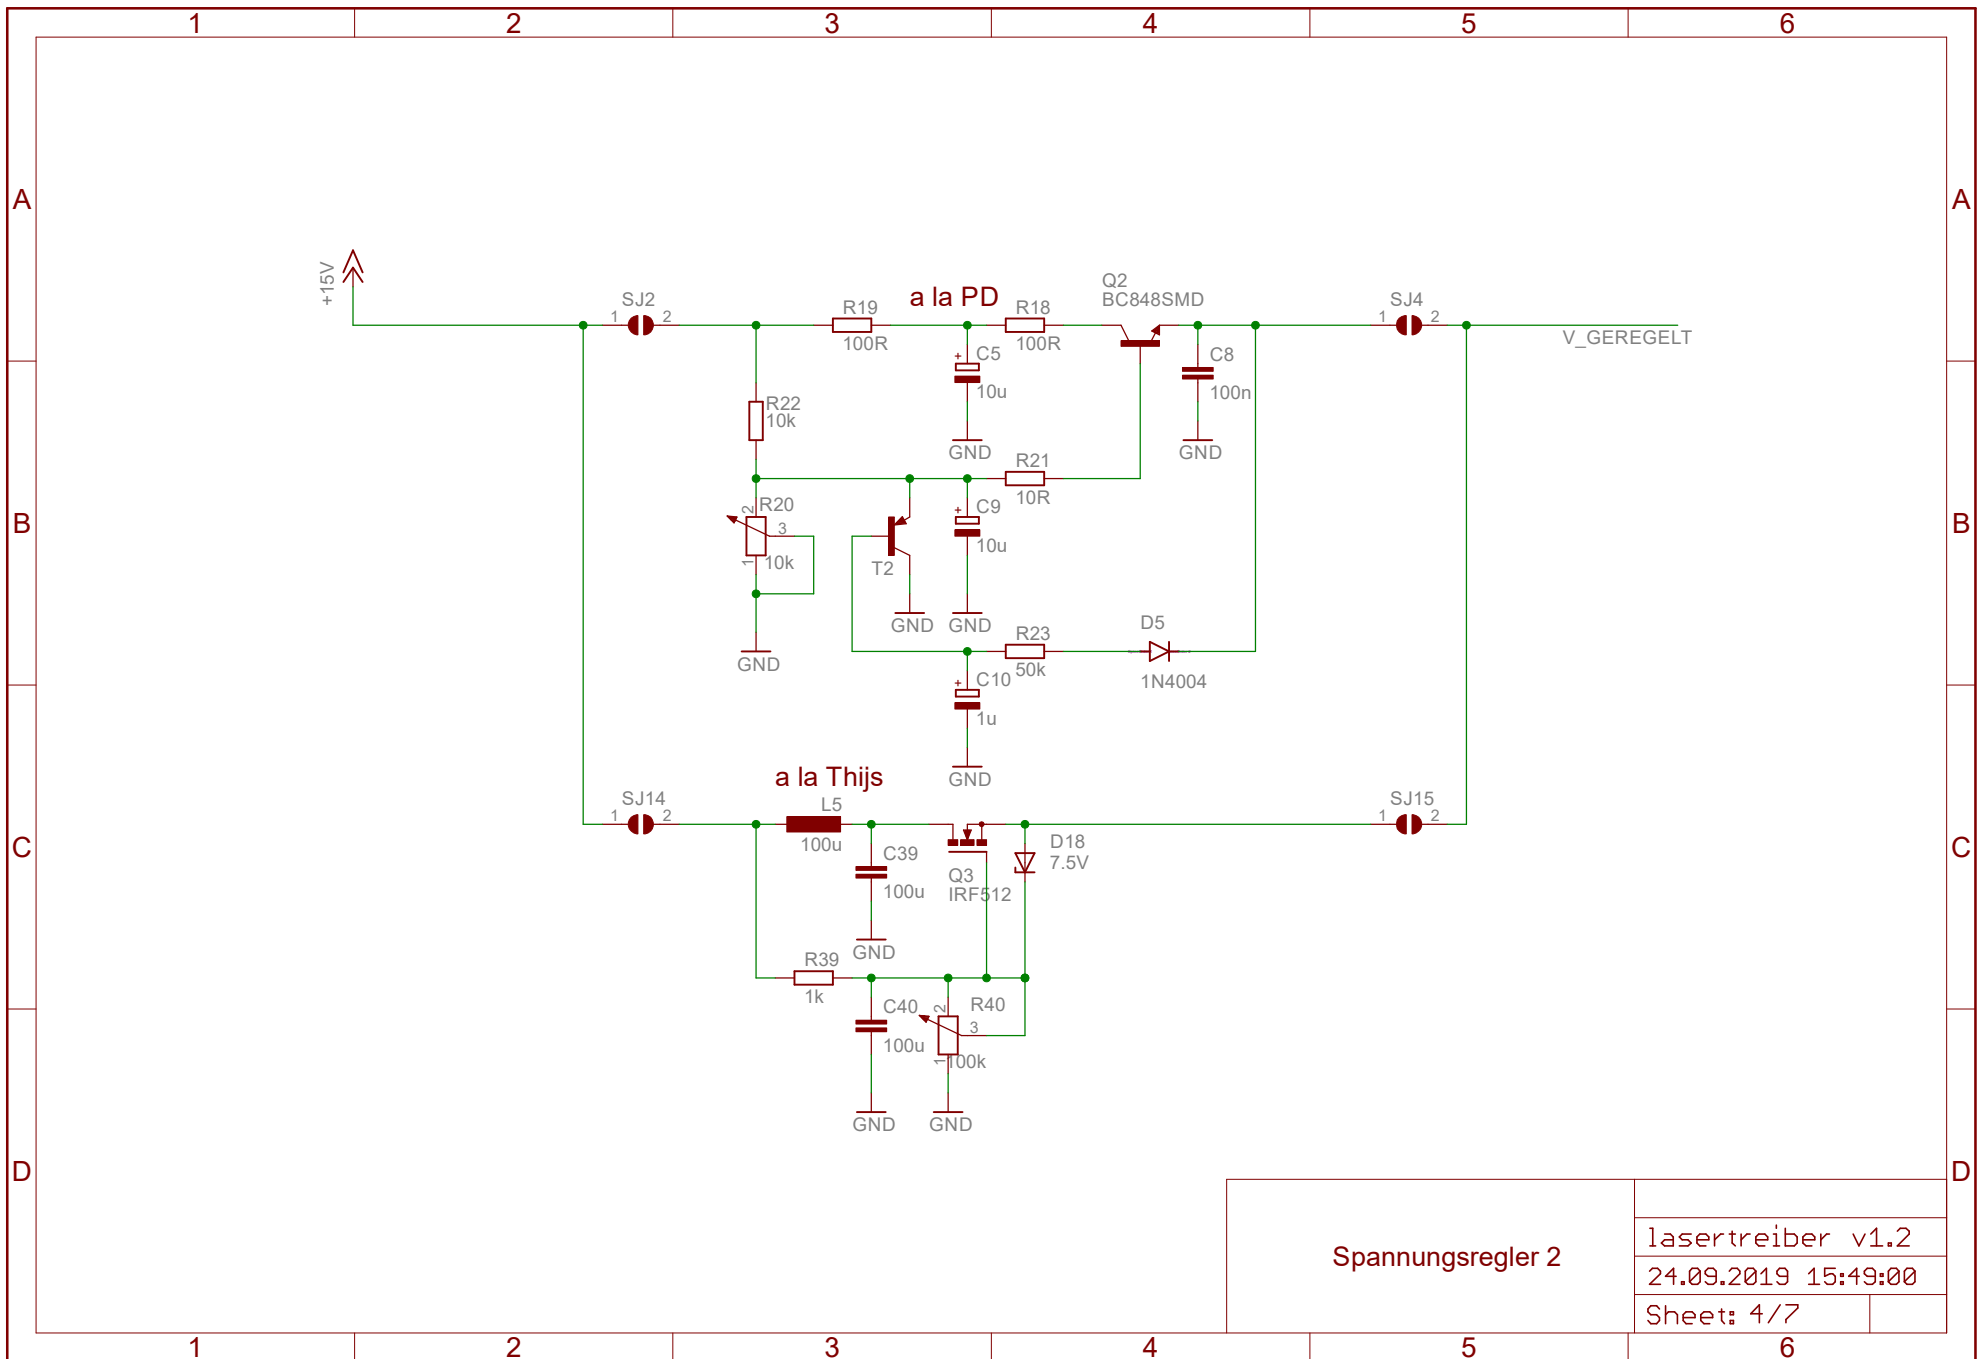 1 2 3 4 5 6
A A
+15V
SJ2
1 2
R19
100R
a la PD
R18
100R
Q2
BC848SMD
SJ4
1 2
V_GEREGELT
C5
+
10u
GND
C8
100n
GND
R22
10k
R21
10R
B B
R20
2
3
1
10k
GND
T2
GND
C9
+
10u
GND
R23
50k
D5
1N4004
C10
+
1u
GND
a la Thijs
SJ14
1 2
L5
100u
SJ15
1 2
C C
C39
100u
GND
Q3
IRF512
D18
7.5V
R39
1k
C40
100u
GND
R40
2
3
1
100k
GND
D D
Spannungsregler 2
lasertreiber v1.2
24.09.2019 15:49:00
Sheet: 4/7
1 2 3 4 5 6